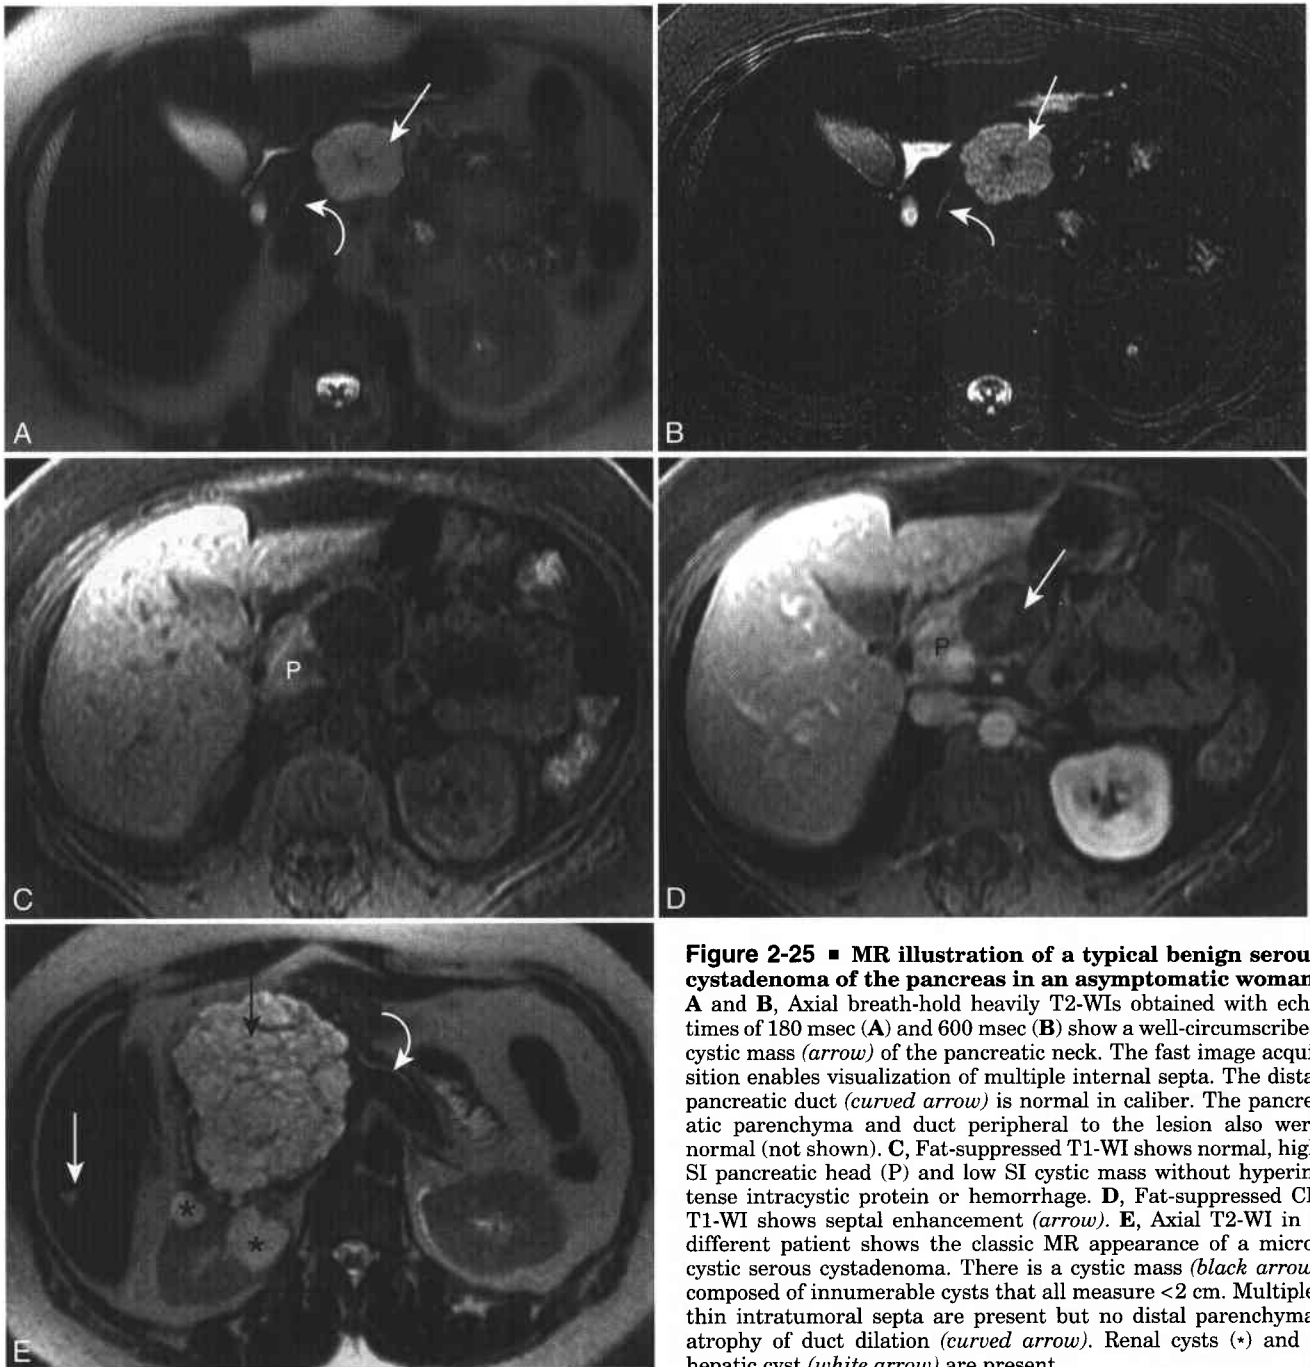 A
B
C
P
D
P
E
*
*
Figure 2-25 ■ MR illustration of a typical benign serou
cystadenoma of the pancreas in an asymptomatic woman
A and B, Axial breath-hold heavily T2-WIs obtained with ech
times of 180 msec (A) and 600 msec (B) show a well-circumscribe
cystic mass (arrow) of the pancreatic neck. The fast image acqui
sition enables visualization of multiple internal septa. The dista
pancreatic duct (curved arrow) is normal in caliber. The pancre
atic parenchyma and duct peripheral to the lesion also wer
normal (not shown). C, Fat-suppressed T1-WI shows normal, hig
SI pancreatic head (P) and low SI cystic mass without hyperin
tense intracystic protein or hemorrhage. D, Fat-suppressed C
T1-WI shows septal enhancement (arrow). E, Axial T2-WI in
different patient shows the classic MR appearance of a micro
cystic serous cystadenoma. There is a cystic mass (black arrow
composed of innumerable cysts that all measure <2 cm. Multiple
thin intratumoral septa are present but no distal parenchyma
atrophy of duct dilation (curved arrow). Renal cysts (*) and
hepatic cyst (white arrow) are present